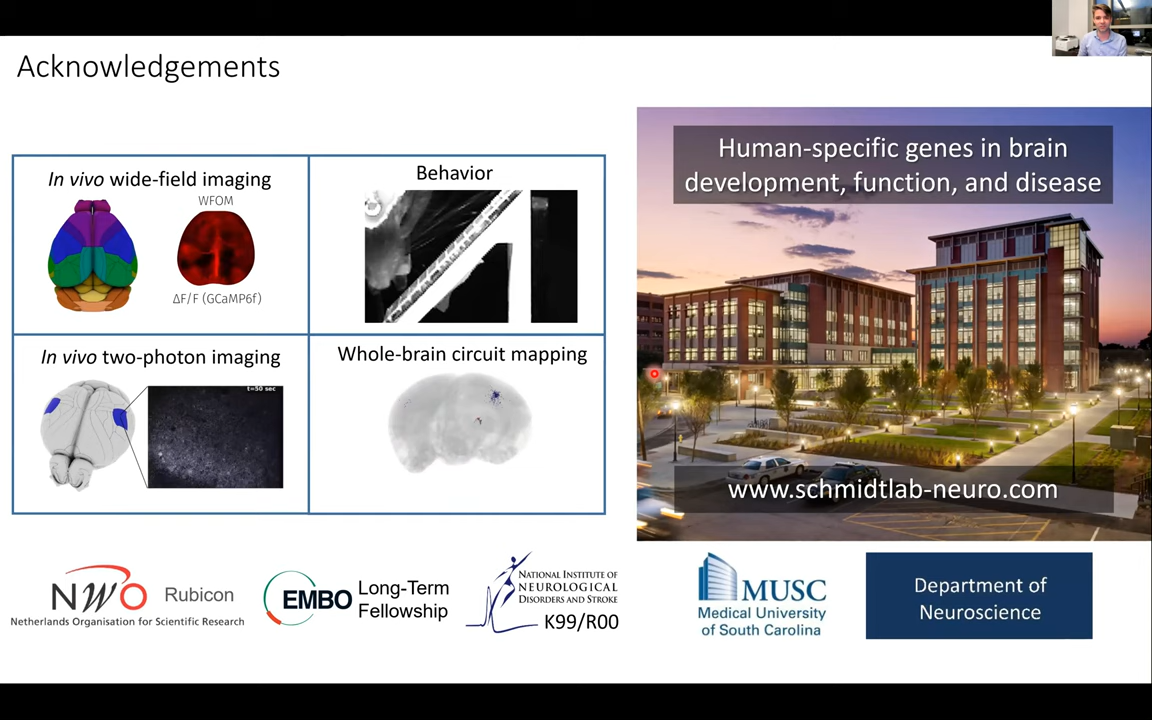 Acknowledgements
In vivo wide-field imaging
WFOM
ΔF/F (GCaMP6f)
Behavior
In vivo two-photon imaging
t=50 sec
Whole-brain circuit mapping
Human-specific genes in brain
development, function, and disease
www.schmidtlab-neuro.com
NWO Rubicon
Netherlands Organisation for Scientific Research
EMBO
Long-Term
Fellowship
NATIONAL INSTITUTE OF
NEUROLOGICAL
DISORDERS AND STROKE
K99/R00
MUSC
Medical University
of South Carolina
Department of
Neuroscience